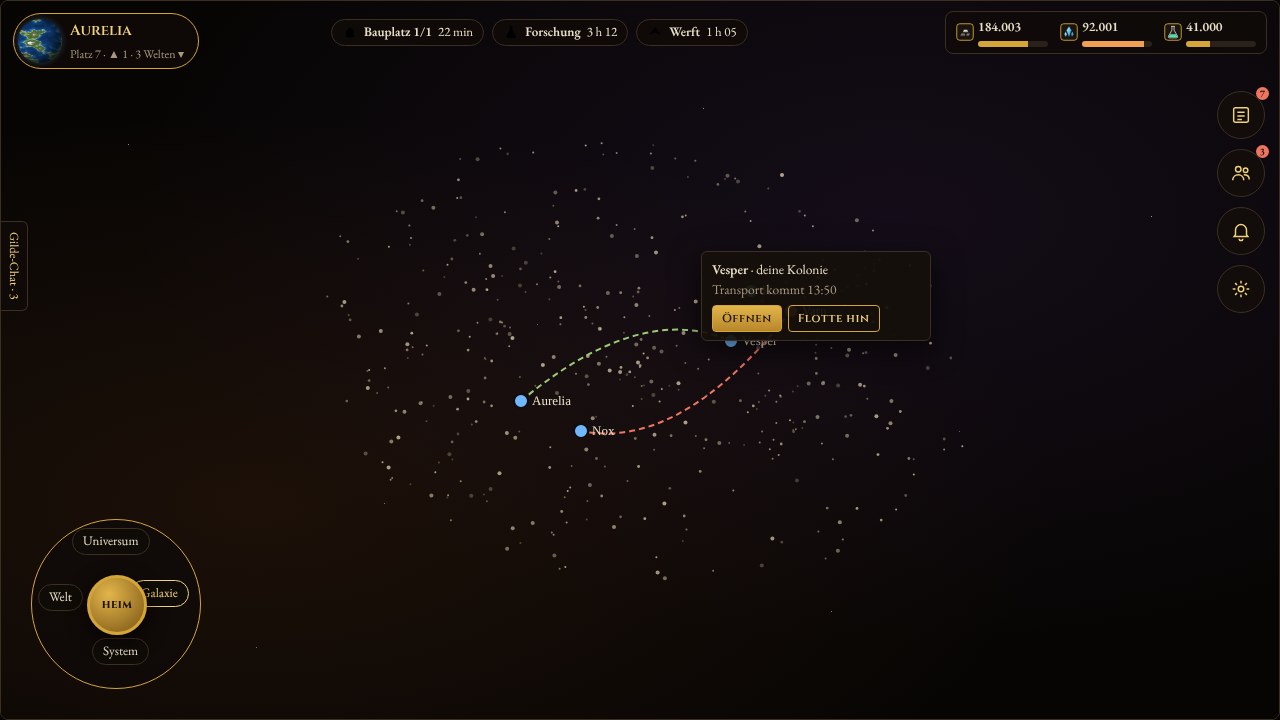 AURELIA
Platz 7 · ▲ 1 · 3 Welten ▾
Bauplatz 1/1 22 min
Forschung 3 h 12
Werft 1 h 05
184.003
92.001
41.000
7
3
Gilde-Chat · 3
Vesper · deine Kolonie
Transport kommt 13:50
ÖFFNEN
FLOTTE HIN
Vesper
Aurelia
Nox
Universum
Welt
HEIM
Galaxie
System